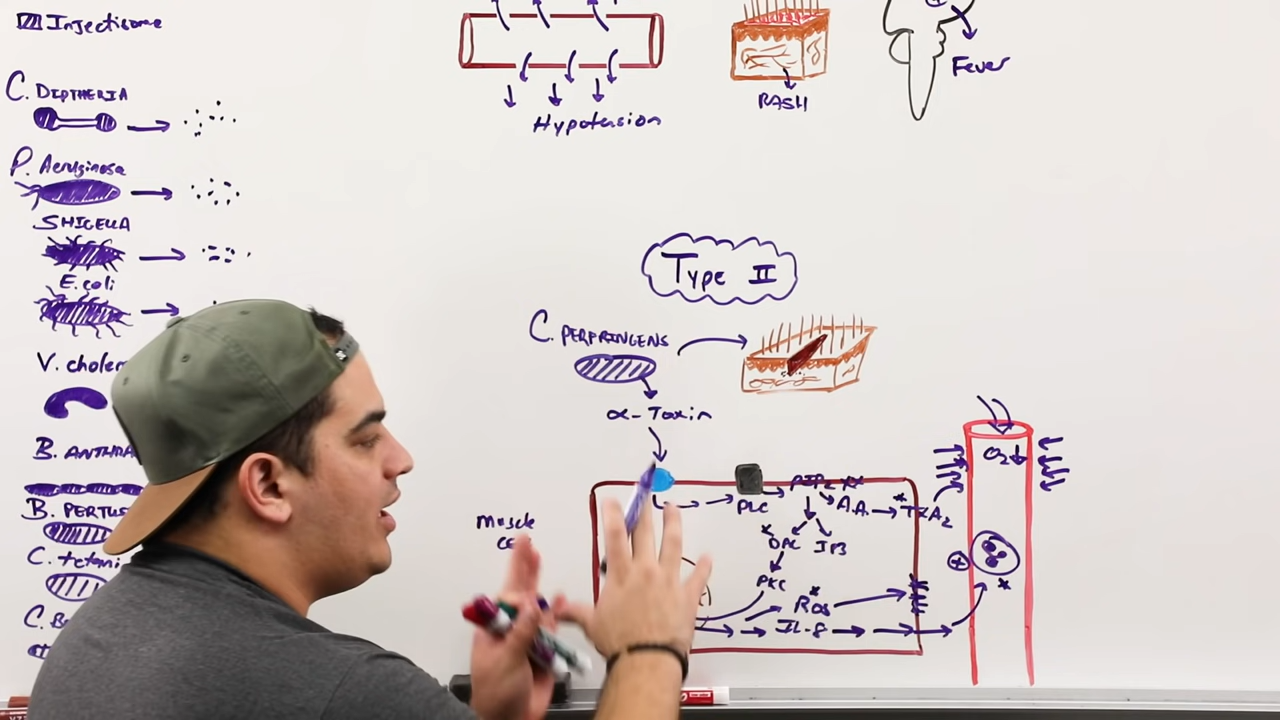 Injectisome
C. DIPTHERIA
P. Aeruginosa
SHIGELLA
E. coli
V. choler
B. ANTHRA
B. PERTUS
C. tetani
C. B
Hypotension
RASH
Fever
Type II
C. PERFRINGENS
α-Toxin
Muscle
PLC
PIP2
A.A.
TXA2
DAG
IP3
PKC
ROS
IL-8
O2↓